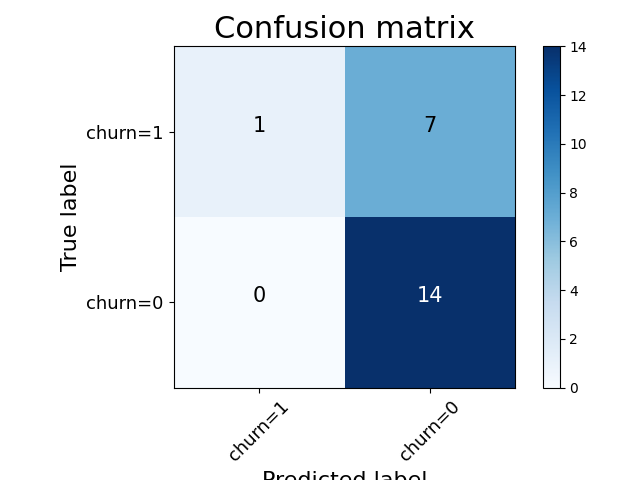 Confusion matrix
True label
churn=1
1
7
churn=0
0
14
churn=1
churn=0
Predicted label
14
12
10
8
6
4
2
0